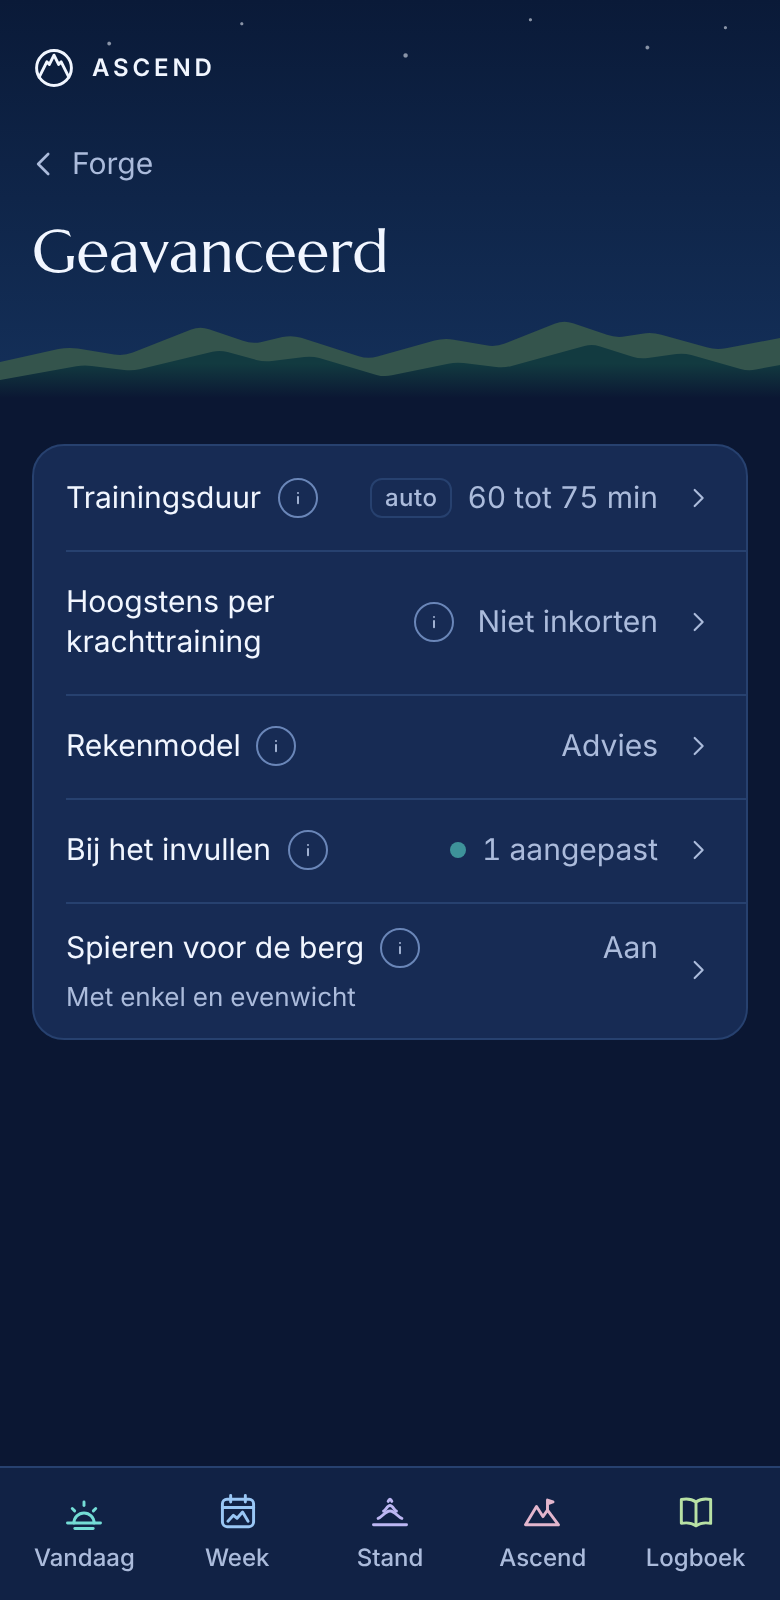 ASCEND
Forge
Geavanceerd
Trainingsduur i auto 60 tot 75 min
Hoogstens per
krachttraining i Niet inkorten
Rekenmodel i Advies
Bij het invullen i 1 aangepast
Spieren voor de berg i Aan
Met enkel en evenwicht
Vandaag Week Stand Ascend Logboek